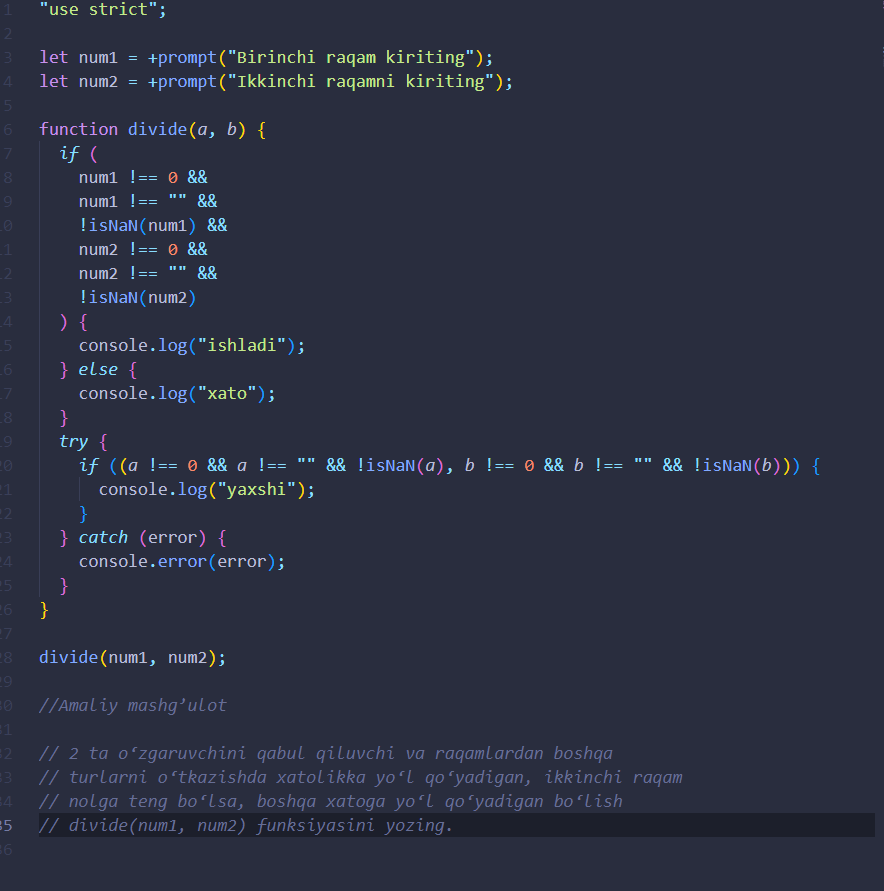 1 "use strict";
2
3 let num1 = +prompt("Birinchi raqam kiriting");
4 let num2 = +prompt("Ikkinchi raqamni kiriting");
5
6 function divide(a, b) {
7   if (
8     num1 !== 0 &&
9     num1 !== "" &&
10     !isNaN(num1) &&
11     num2 !== 0 &&
12     num2 !== "" &&
13     !isNaN(num2)
14   ) {
15     console.log("ishladi");
16   } else {
17     console.log("xato");
18   }
19   try {
20     if ((a !== 0 && a !== "" && !isNaN(a), b !== 0 && b !== "" && !isNaN(b))) {
21       console.log("yaxshi");
22     }
23   } catch (error) {
24     console.error(error);
25   }
26 }
27
28 divide(num1, num2);
29
30 //Amaliy mashg’ulot
31
32 // 2 ta o‘zgaruvchini qabul qiluvchi va raqamlardan boshqa
33 // turlarni o‘tkazishda xatolikka yo‘l qo‘yadigan, ikkinchi raqam
34 // nolga teng bo‘lsa, boshqa xatoga yo‘l qo‘yadigan bo‘lish
35 // divide(num1, num2) funksiyasini yozing.
36